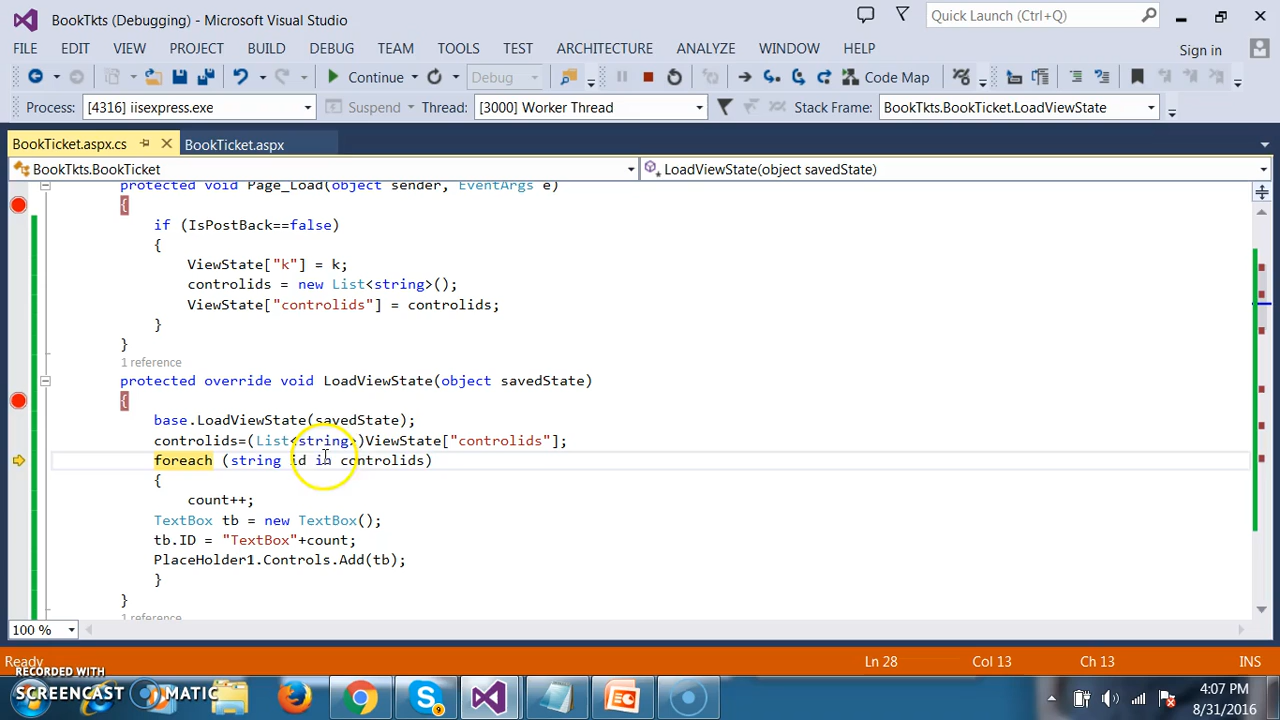 BookTkts (Debugging) - Microsoft Visual Studio
Quick Launch (Ctrl+Q)
FILE EDIT VIEW PROJECT BUILD DEBUG TEAM TOOLS TEST ARCHITECTURE ANALYZE WINDOW HELP Sign in
Continue Debug Code Map
Process: [4316] iisexpress.exe Suspend Thread: [3000] Worker Thread Stack Frame: BookTkts.BookTicket.LoadViewState
BookTicket.aspx.cs BookTicket.aspx
BookTkts.BookTicket LoadViewState(object savedState)
protected void Page_Load(object sender, EventArgs e)
{
if (IsPostBack==false)
{
ViewState["k"] = k;
controlids = new List<string>();
ViewState["controlids"] = controlids;
}
}
1 reference
protected override void LoadViewState(object savedState)
{
base.LoadViewState(savedState);
controlids=(List<string>)ViewState["controlids"];
foreach (string id in controlids)
{
count++;
TextBox tb = new TextBox();
tb.ID = "TextBox"+count;
PlaceHolder1.Controls.Add(tb);
}
}
1 reference
100 %
Ready Ln 28 Col 13 Ch 13 INS
RECORDED WITH
SCREENCAST MATIC
9
4:07 PM
8/31/2016